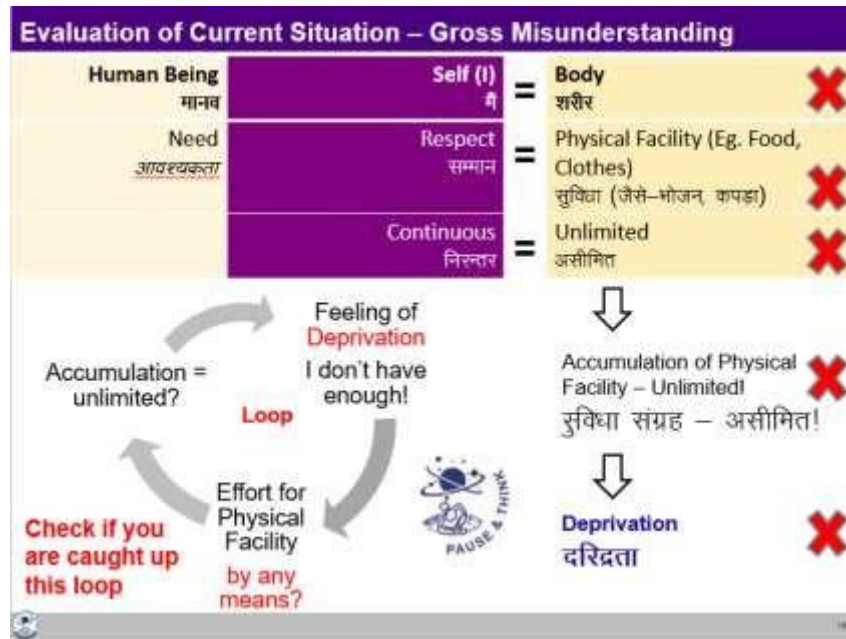 Evaluation of Current Situation – Gross Misunderstanding
Human Being
मानव
Self (I)
मैं
=
Body
शरीर
Need
आवश्यकता
Respect
सम्मान
=
Physical Facility (Eg. Food,
Clothes)
सुविधा (जैसे–भोजन, कपडा)
Continuous
निरन्तर
=
Unlimited
असीमित
Feeling of
Deprivation
I don't have
enough!
Accumulation =
unlimited?
Loop
Effort for
Physical
Facility
by any
means?
Check if you
are caught up
this loop
PAUSE & THINK
Accumulation of Physical
Facility – Unlimited!
सुविधा संग्रह – असीमित!
Deprivation
दरिद्रता